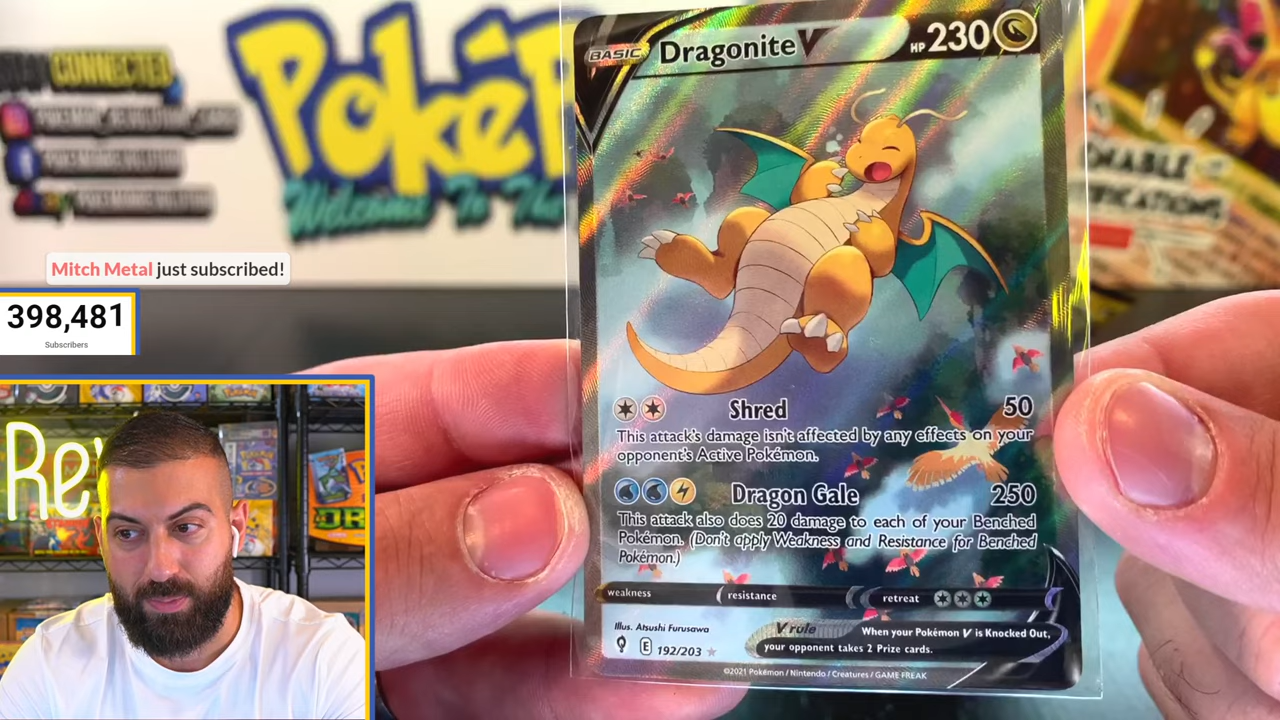 CONNECTED
Poké
Welcome To The
Mitch Metal just subscribed!
398,481
Subscribers
Re
BASIC
Dragonite V
HP 230
Shred 50
This attack's damage isn't affected by any effects on your
opponent's Active Pokémon.
Dragon Gale 250
This attack also does 20 damage to each of your Benched
Pokémon. (Don't apply Weakness and Resistance for Benched
Pokémon.)
weakness resistance retreat
Illus. Atsushi Furusawa
E 192/203
V rule When your Pokémon V is Knocked Out,
your opponent takes 2 Prize cards.
©2021 Pokémon / Nintendo / Creatures / GAME FREAK